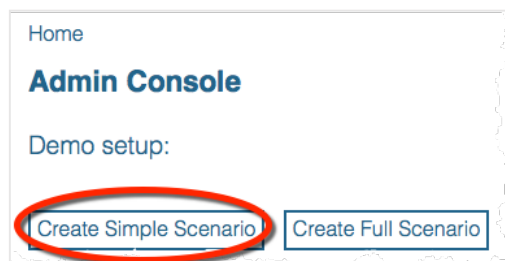 Home
Admin Console
Demo setup:
Create Simple Scenario Create Full Scenario